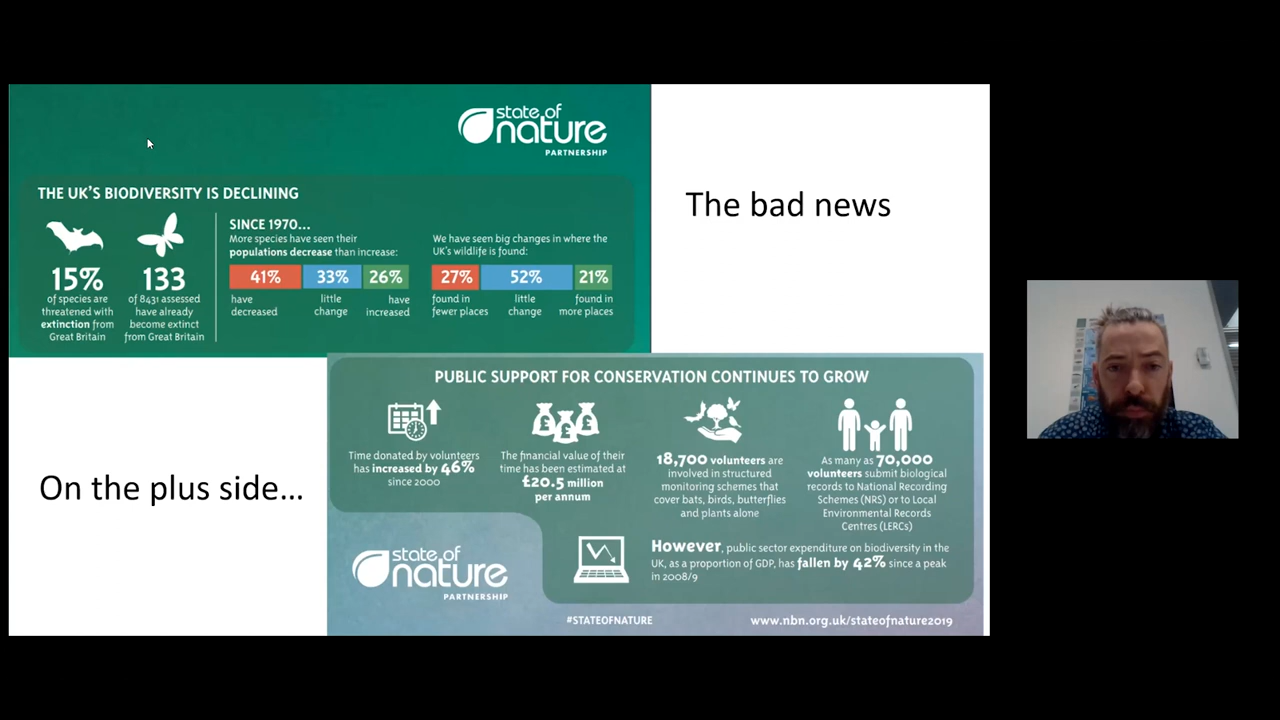 state of
nature
PARTNERSHIP
THE UK'S BIODIVERSITY IS DECLINING
15%
of species are
threatened with
extinction from
Great Britain
133
of 8431 assessed
have already
become extinct
from Great Britain
SINCE 1970...
More species have seen their
populations decrease than increase:
41%
33%
26%
have
decreased
little
change
have
increased
We have seen big changes in where the
UK's wildlife is found:
27%
52%
21%
found in
fewer places
little
change
found in
more places
The bad news
On the plus side...
PUBLIC SUPPORT FOR CONSERVATION CONTINUES TO GROW
Time donated by volunteers
has increased by 46%
since 2000
The financial value of their
time has been estimated at
£20.5 million
per annum
18,700 volunteers are
involved in structured
monitoring schemes that
cover bats, birds, butterflies
and plants alone
As many as 70,000
volunteers submit biological
records to National Recording
Schemes (NRS) or to Local
Environmental Records
Centres (LERCs)
However, public sector expenditure on biodiversity in the
UK, as a proportion of GDP, has fallen by 42% since a peak
in 2008/9
state of
nature
PARTNERSHIP
#STATEOFNATURE
www.nbn.org.uk/stateofnature2019